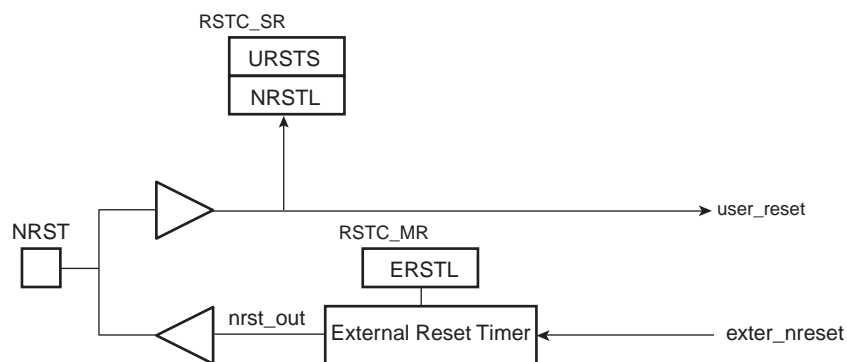 RSTC_SR
URSTS
NRSTL
user_reset
NRST
RSTC_MR
ERSTL
nrst_out
External Reset Timer
exter_nreset